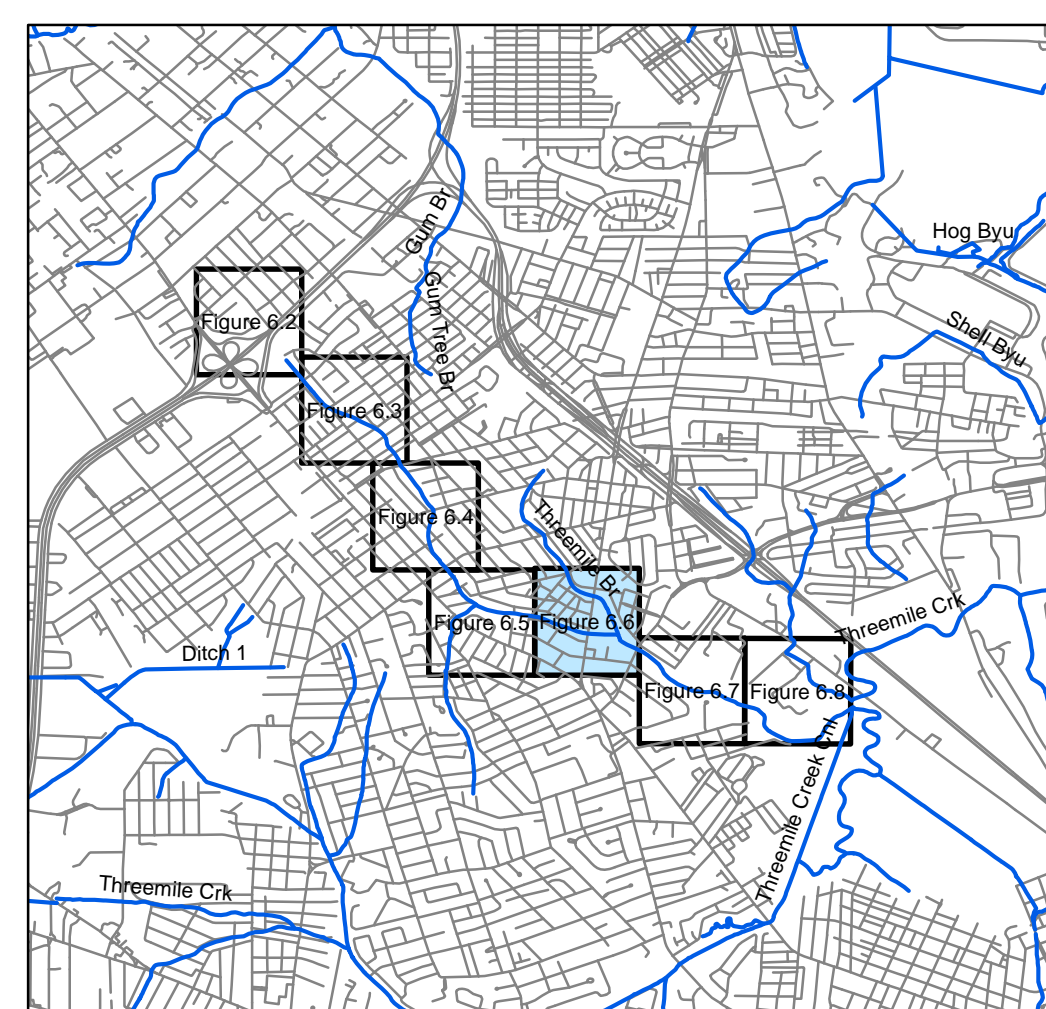 Gum Br
Hog Byu
Figure 6.2
Gum Tree Br
Shell Byu
Figure 6.3
Figure 6.4
Threemile Br
Figure 6.5
Figure 6.6
Threemile Crk
Ditch 1
Figure 6.7
Figure 6.8
Threemile Creek Cnl
Threemile Crk